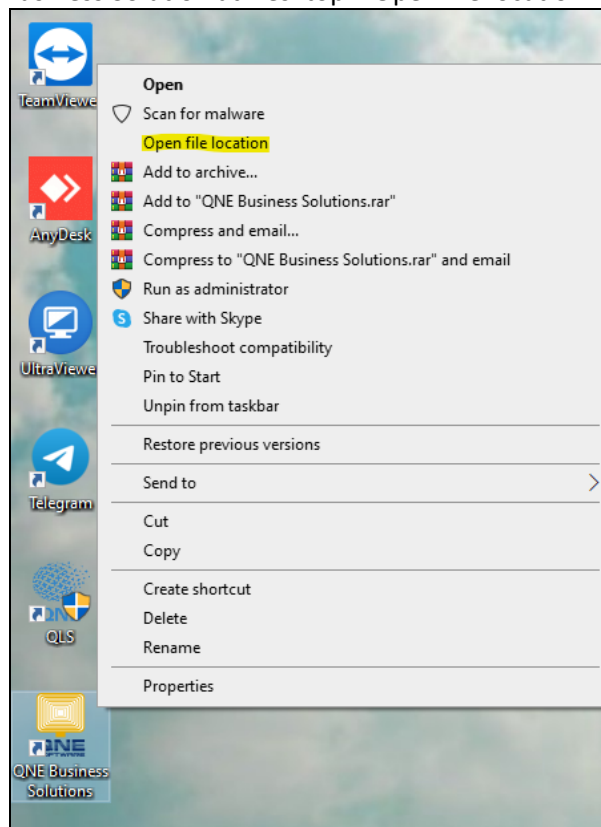 TeamViewe
AnyDesk
UltraViewe
Telegram
QNE
QLS
QNE
QNE Business
Solutions
Open
Scan for malware
Open file location
Add to archive...
Add to "QNE Business Solutions.rar"
Compress and email...
Compress to "QNE Business Solutions.rar" and email
Run as administrator
Share with Skype
Troubleshoot compatibility
Pin to Start
Unpin from taskbar
Restore previous versions
Send to
Cut
Copy
Create shortcut
Delete
Rename
Properties